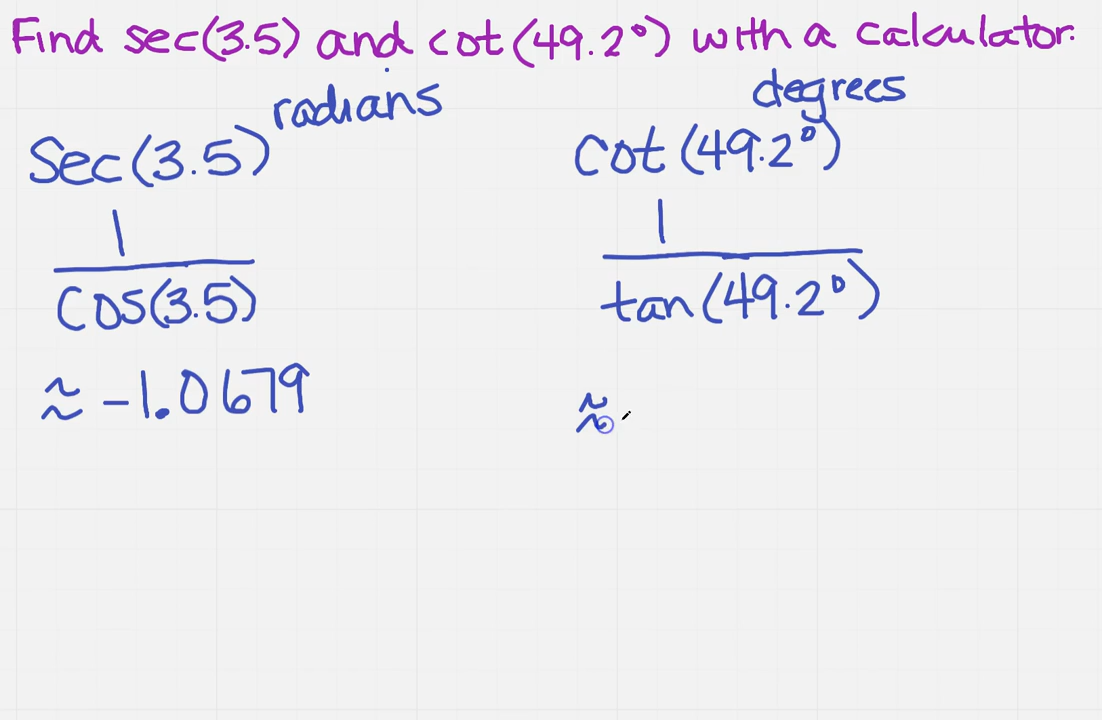 Find sec(3.5) and cot(49.2°) with a calculator.
radians
degrees
Sec(3.5)
cot(49.2°)
1
cos(3.5)
1
tan(49.2°)
≈ -1.0679
≈